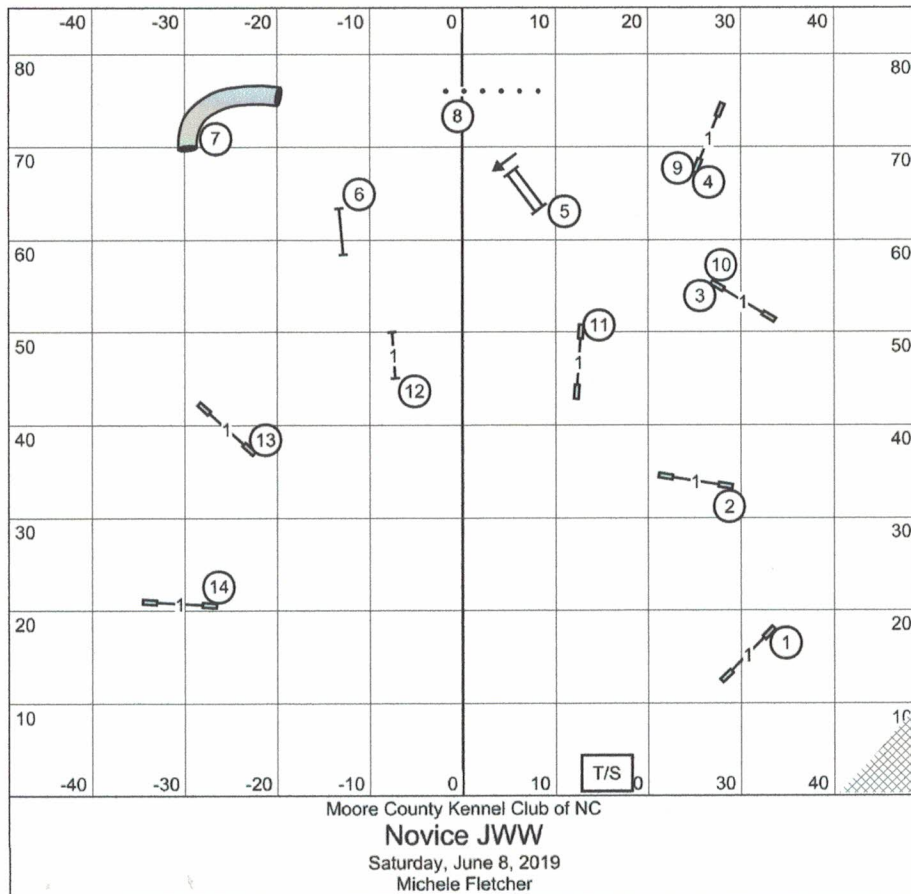 -40 -30 -20 -10 0 10 20 30 40
80 80
1
8
7
70 9 4 70
6
5
60 60
10
3 1
11
50 50
1
1
12
40 1 13 40
1
2
30 30
14
1
20 20
1 1
10 10
T/S
-40 -30 -20 -10 0 10 20 30 40
Moore County Kennel Club of NC
Novice JWW
Saturday, June 8, 2019
Michele Fletcher